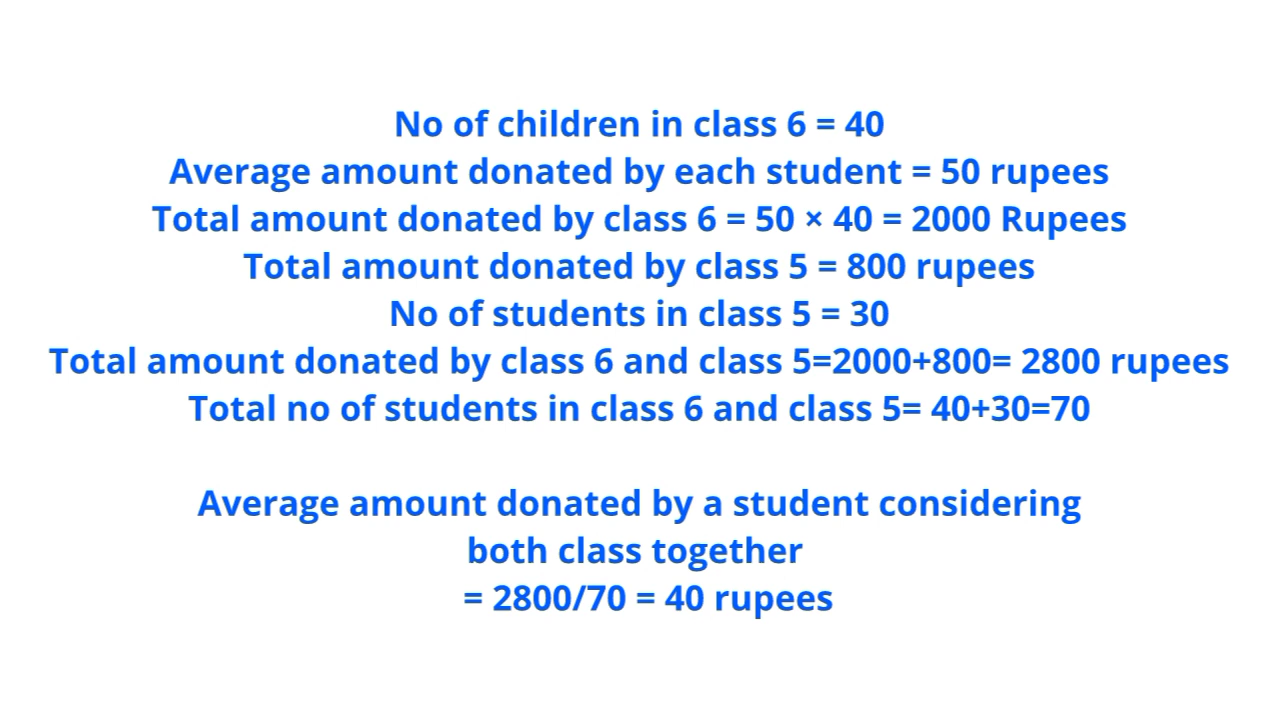 No of children in class 6 = 40
Average amount donated by each student = 50 rupees
Total amount donated by class 6 = 50 × 40 = 2000 Rupees
Total amount donated by class 5 = 800 rupees
No of students in class 5 = 30
Total amount donated by class 6 and class 5=2000+800= 2800 rupees
Total no of students in class 6 and class 5= 40+30=70
Average amount donated by a student considering
both class together
= 2800/70 = 40 rupees